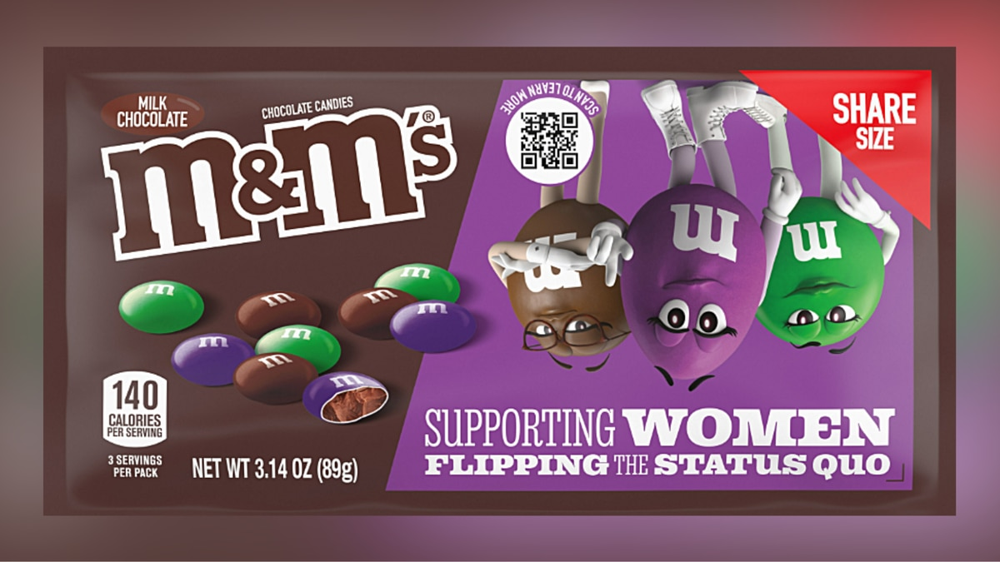 MILK
CHOCOLATE
CHOCOLATE CANDIES
m&m's®
SCAN TO LEARN MORE
SHARE
SIZE
m
m
m
m
m
m
m
m
m
m
m
m
140
CALORIES
PER SERVING
3 SERVINGS
PER PACK
NET WT 3.14 OZ (89g)
SUPPORTING WOMEN
FLIPPING THE STATUS QUO